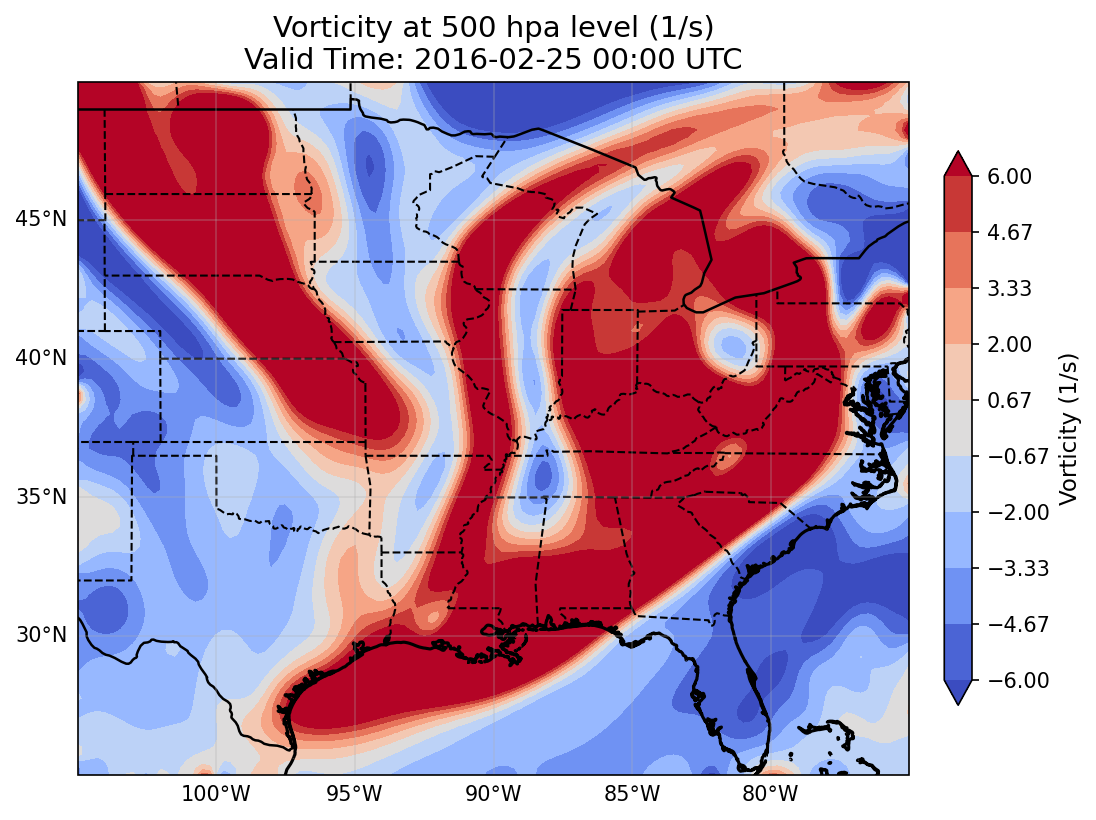 Vorticity at 500 hpa level (1/s)
Valid Time: 2016-02-25 00:00 UTC
45°N
40°N
35°N
30°N
100°W
95°W
90°W
85°W
80°W
6.00
4.67
3.33
2.00
0.67
−0.67
−2.00
−3.33
−4.67
−6.00
Vorticity (1/s)